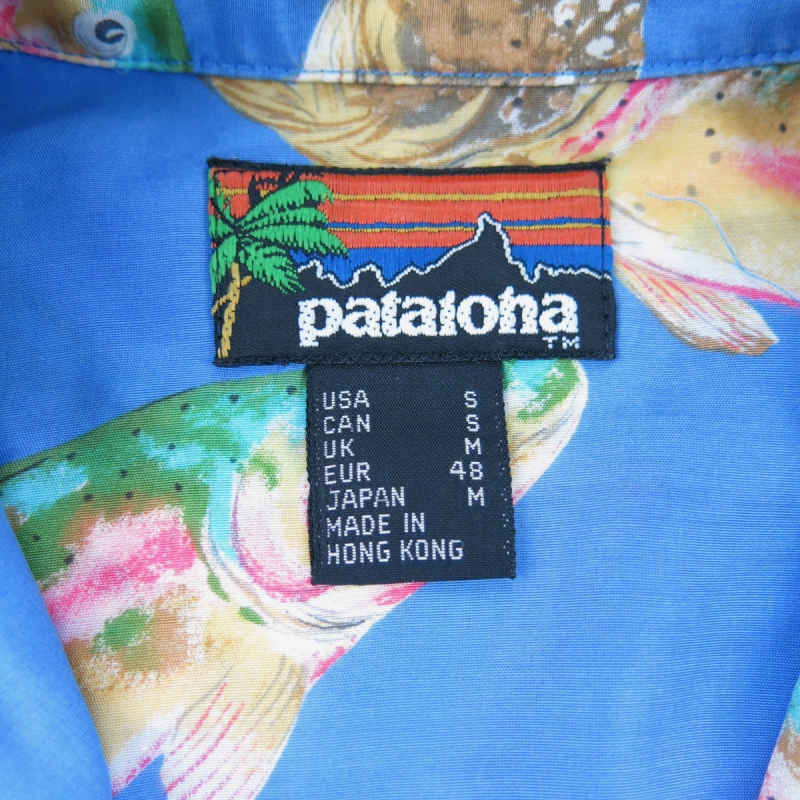 pataloha
TM
USA S
CAN S
UK M
EUR 48
JAPAN M
MADE IN
HONG KONG